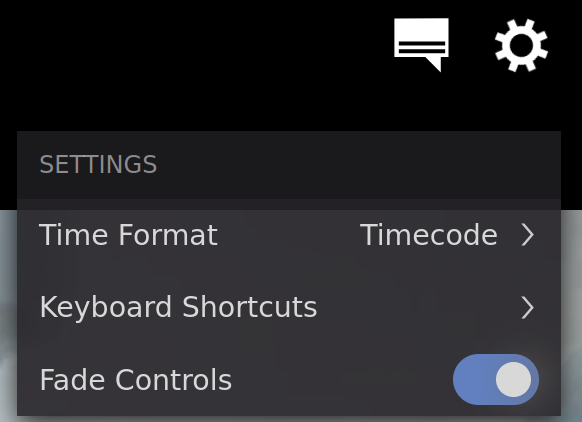 SETTINGS
Time Format Timecode
Keyboard Shortcuts
Fade Controls